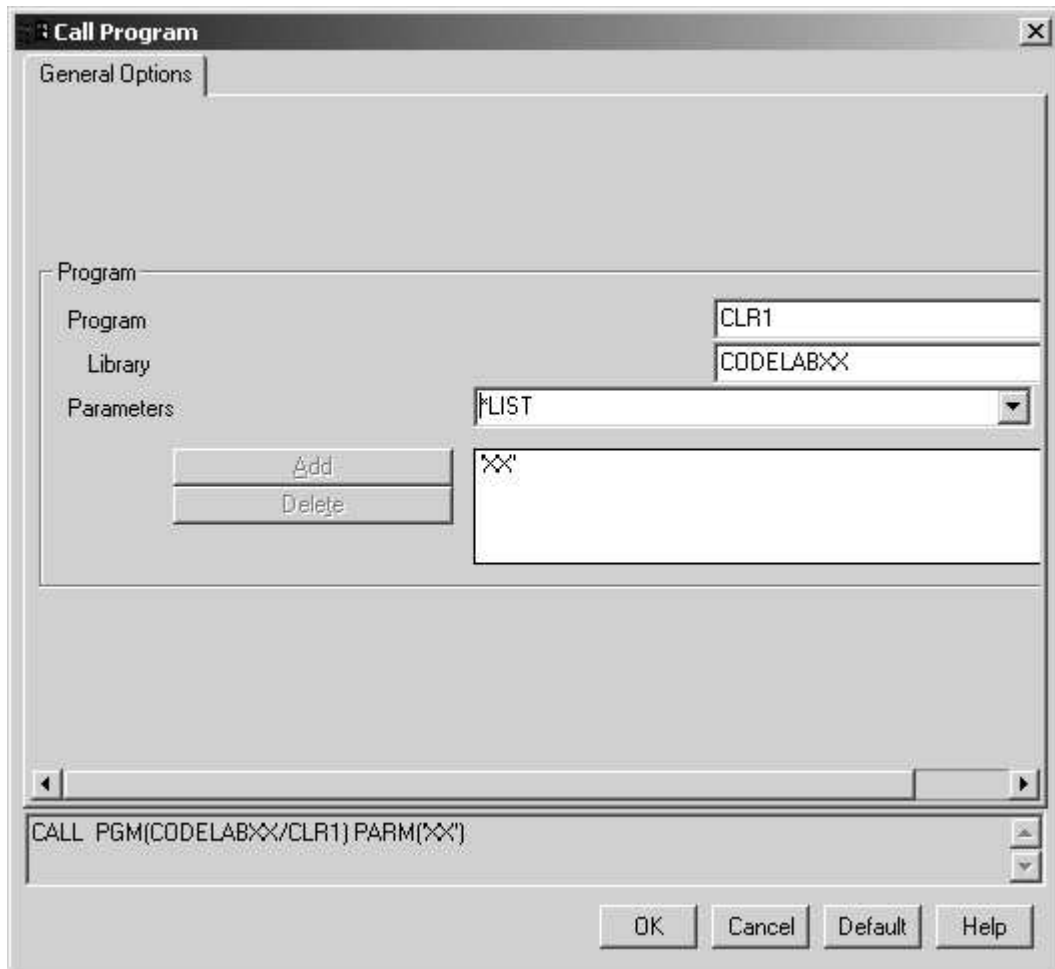 Call Program
General Options
Program
Program CLR1
Library CODELABXX
Parameters *LIST
Add 'XX'
Delete
CALL PGM(CODELABXX/CLR1) PARM('XX')
OK Cancel Default Help